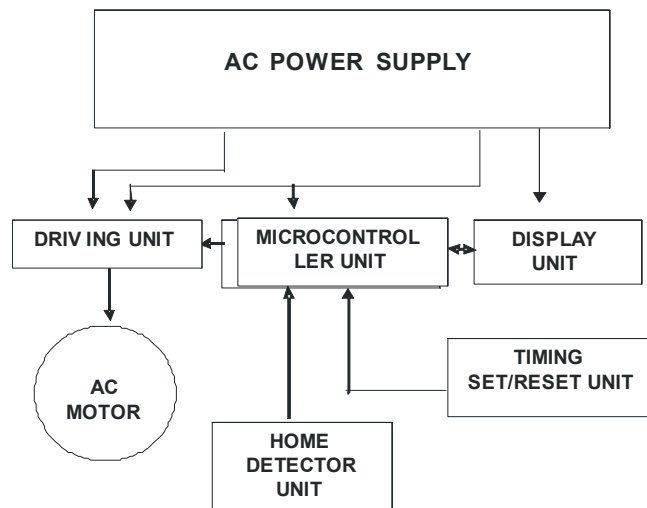 AC POWER SUPPLY
DRIV ING UNIT
MICROCONTROL
LER UNIT
DISPLAY
UNIT
AC
MOTOR
TIMING
SET/RESET UNIT
HOME
DETECTOR
UNIT